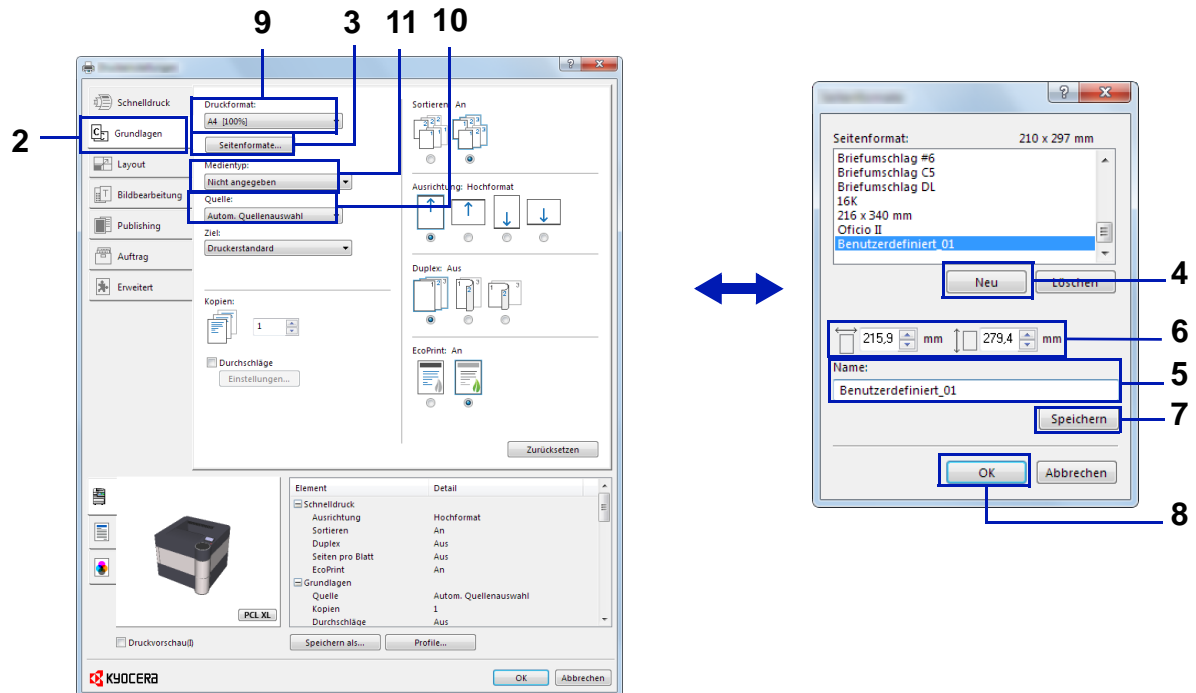 9
3
11
10
2
Schnelldruck
Grundlagen
Layout
Bildbearbeitung
Publishing
Auftrag
Erweitert
Druckformat:
A4 [100%]
Seitenformate...
Medientyp:
Nicht angegeben
Quelle:
Autom. Quellenauswahl
Ziel:
Druckerstandard
Kopien:
1
Durchschläge
Einstellungen...
Sortieren: An
Ausrichtung: Hochformat
Duplex: Aus
EcoPrint: An
Zurücksetzen
PCL XL
Druckvorschau(I)
Element Detail
Schnelldruck
Ausrichtung Hochformat
Sortieren An
Duplex Aus
Seiten pro Blatt Aus
EcoPrint An
Grundlagen
Quelle Autom. Quellenauswahl
Kopien 1
Durchschläge Aus
Speichern als...
Profile...
KYOCERA
OK
Abbrechen
Seitenformat: 210 x 297 mm
Briefumschlag #6
Briefumschlag C5
Briefumschlag DL
16K
216 x 340 mm
Oficio II
Benutzerdefiniert_01
Neu
Löschen
4
215,9 mm 279,4 mm
6
Name:
Benutzerdefiniert_01
5
Speichern
7
OK
Abbrechen
8